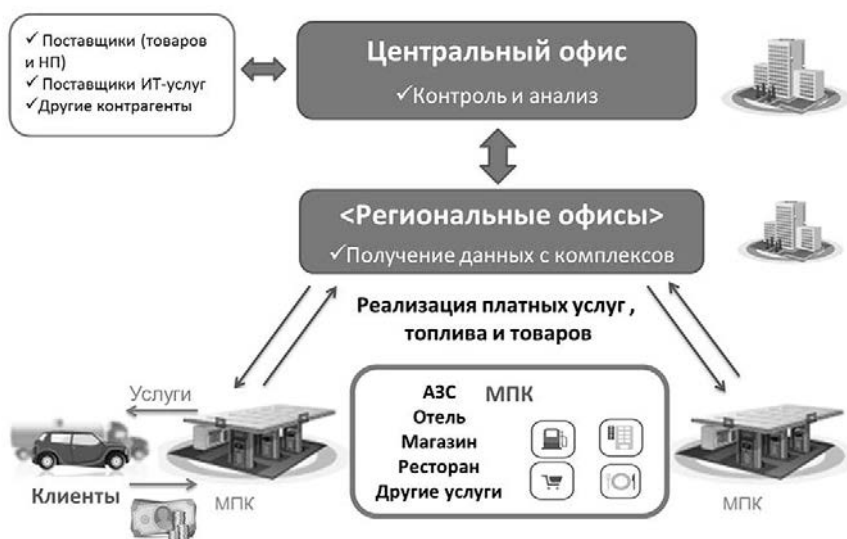 ✓ Поставщики (товаров
и НП)
✓ Поставщики ИТ-услуг
✓Другие контрагенты
Центральный офис
✓Контроль и анализ
<Региональные офисы>
✓Получение данных с комплексов
Реализация платных услуг ,
топлива и товаров
Услуги
Клиенты
МПК
АЗС МПК
Отель
Магазин
Ресторан
Другие услуги
МПК